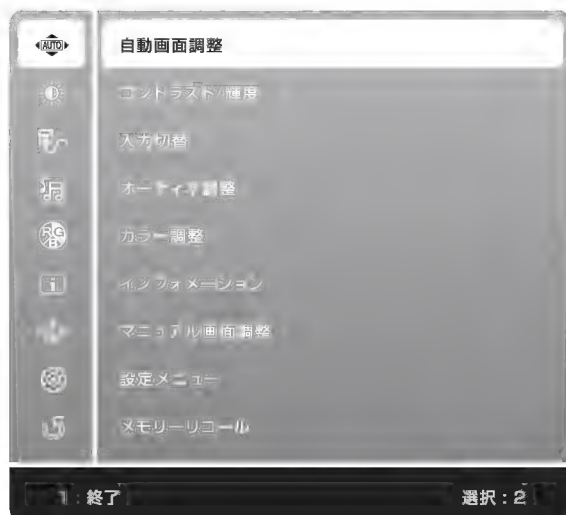 AUTO 自動画面調整
コントラスト/輝度
入力切替
オーディオ調整
RGB カラー調整
i インフォメーション
マニュアル画面調整
設定メニュー
メモリーリコール
1 : 終了 選択 : 2